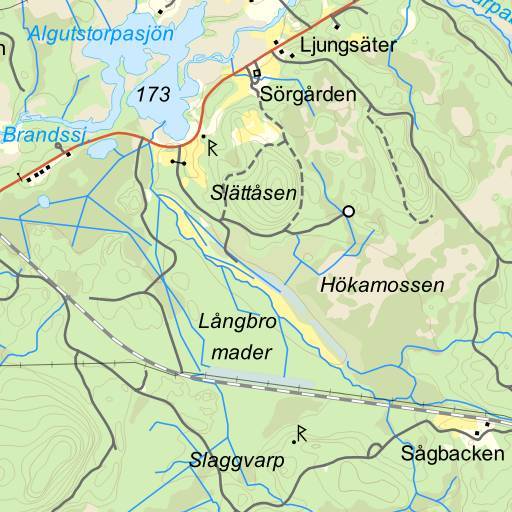 Algutstorpasjön
Ljungsäter
173
Sörgården
Brandssj
R
Slättåsen
Hökamossen
Långbro
mader
R
Slaggvarp
Sågbacken